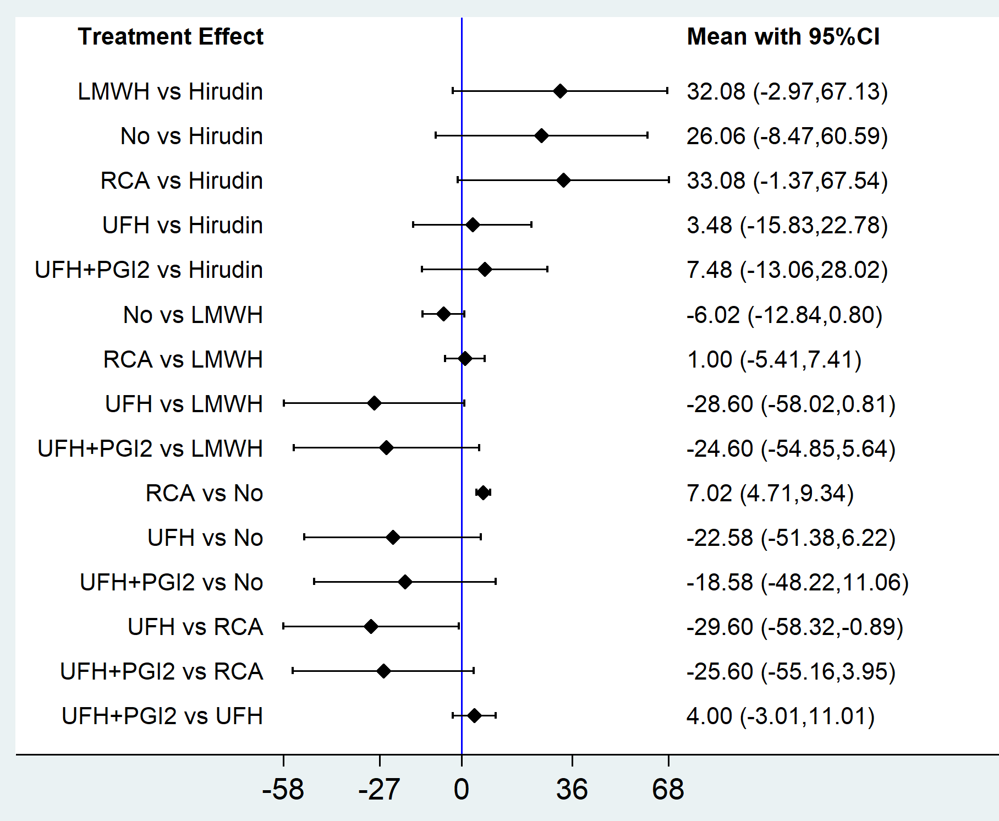 Treatment Effect Mean with 95%CI
LMWH vs Hirudin 32.08 (-2.97,67.13)
No vs Hirudin 26.06 (-8.47,60.59)
RCA vs Hirudin 33.08 (-1.37,67.54)
UFH vs Hirudin 3.48 (-15.83,22.78)
UFH+PGI2 vs Hirudin 7.48 (-13.06,28.02)
No vs LMWH -6.02 (-12.84,0.80)
RCA vs LMWH 1.00 (-5.41,7.41)
UFH vs LMWH -28.60 (-58.02,0.81)
UFH+PGI2 vs LMWH -24.60 (-54.85,5.64)
RCA vs No 7.02 (4.71,9.34)
UFH vs No -22.58 (-51.38,6.22)
UFH+PGI2 vs No -18.58 (-48.22,11.06)
UFH vs RCA -29.60 (-58.32,-0.89)
UFH+PGI2 vs RCA -25.60 (-55.16,3.95)
UFH+PGI2 vs UFH 4.00 (-3.01,11.01)
-58 -27 0 36 68